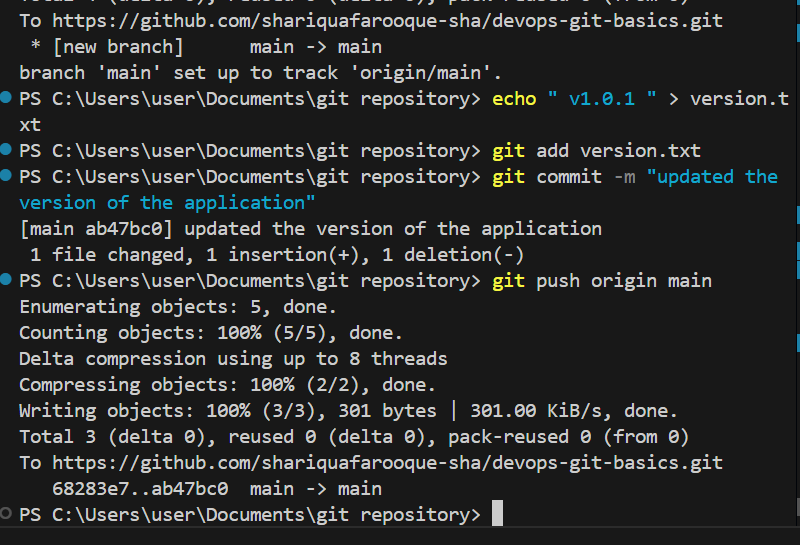 To https://github.com/shariquafarooque-sha/devops-git-basics.git
 * [new branch]      main -> main
branch 'main' set up to track 'origin/main'.
PS C:\Users\user\Documents\git repository> echo " v1.0.1 " > version.t
xt
PS C:\Users\user\Documents\git repository> git add version.txt
PS C:\Users\user\Documents\git repository> git commit -m "updated the
version of the application"
[main ab47bc0] updated the version of the application
 1 file changed, 1 insertion(+), 1 deletion(-)
PS C:\Users\user\Documents\git repository> git push origin main
Enumerating objects: 5, done.
Counting objects: 100% (5/5), done.
Delta compression using up to 8 threads
Compressing objects: 100% (2/2), done.
Writing objects: 100% (3/3), 301 bytes | 301.00 KiB/s, done.
Total 3 (delta 0), reused 0 (delta 0), pack-reused 0 (from 0)
To https://github.com/shariquafarooque-sha/devops-git-basics.git
   68283e7..ab47bc0  main -> main
PS C:\Users\user\Documents\git repository>